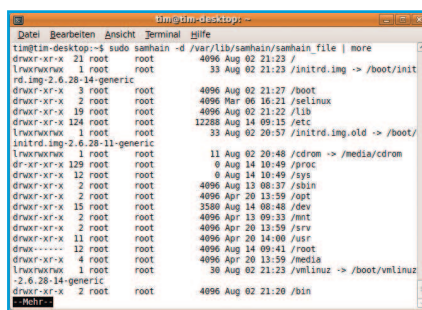 tim@tim-desktop: ~
Datei Bearbeiten Ansicht Terminal Hilfe
tim@tim-desktop:~$ sudo samhain -d /var/lib/samhain/samhain_file | more
drwxr-xr-x 21 root root 4096 Aug 02 21:23 /
lrwxrwxrwx 1 root root 33 Aug 02 21:23 /initrd.img -> /boot/init
rd.img-2.6.28-14-generic
drwxr-xr-x 3 root root 4096 Aug 02 21:27 /boot
drwxr-xr-x 2 root root 4096 Mar 06 16:21 /selinux
drwxr-xr-x 19 root root 4096 Aug 02 21:22 /lib
drwxr-xr-x 124 root root 12288 Aug 14 09:15 /etc
lrwxrwxrwx 1 root root 33 Aug 02 20:57 /initrd.img.old -> /boot/
initrd.img-2.6.28-11-generic
lrwxrwxrwx 1 root root 11 Aug 02 20:48 /cdrom -> /media/cdrom
dr-xr-xr-x 129 root root 0 Aug 14 10:49 /proc
drwxr-xr-x 12 root root 0 Aug 14 10:49 /sys
drwxr-xr-x 2 root root 4096 Aug 13 08:37 /sbin
drwxr-xr-x 2 root root 4096 Apr 20 13:59 /opt
drwxr-xr-x 15 root root 3580 Aug 14 08:48 /dev
drwxr-xr-x 2 root root 4096 Apr 13 09:33 /mnt
drwxr-xr-x 2 root root 4096 Apr 20 13:59 /srv
drwxr-xr-x 11 root root 4096 Apr 20 14:00 /usr
drwx------ 12 root root 4096 Aug 14 09:41 /root
drwxr-xr-x 4 root root 4096 Apr 20 13:59 /media
lrwxrwxrwx 1 root root 30 Aug 02 21:23 /vmlinuz -> /boot/vmlinuz
-2.6.28-14-generic
drwxr-xr-x 2 root root 4096 Aug 02 21:20 /bin
--Mehr--